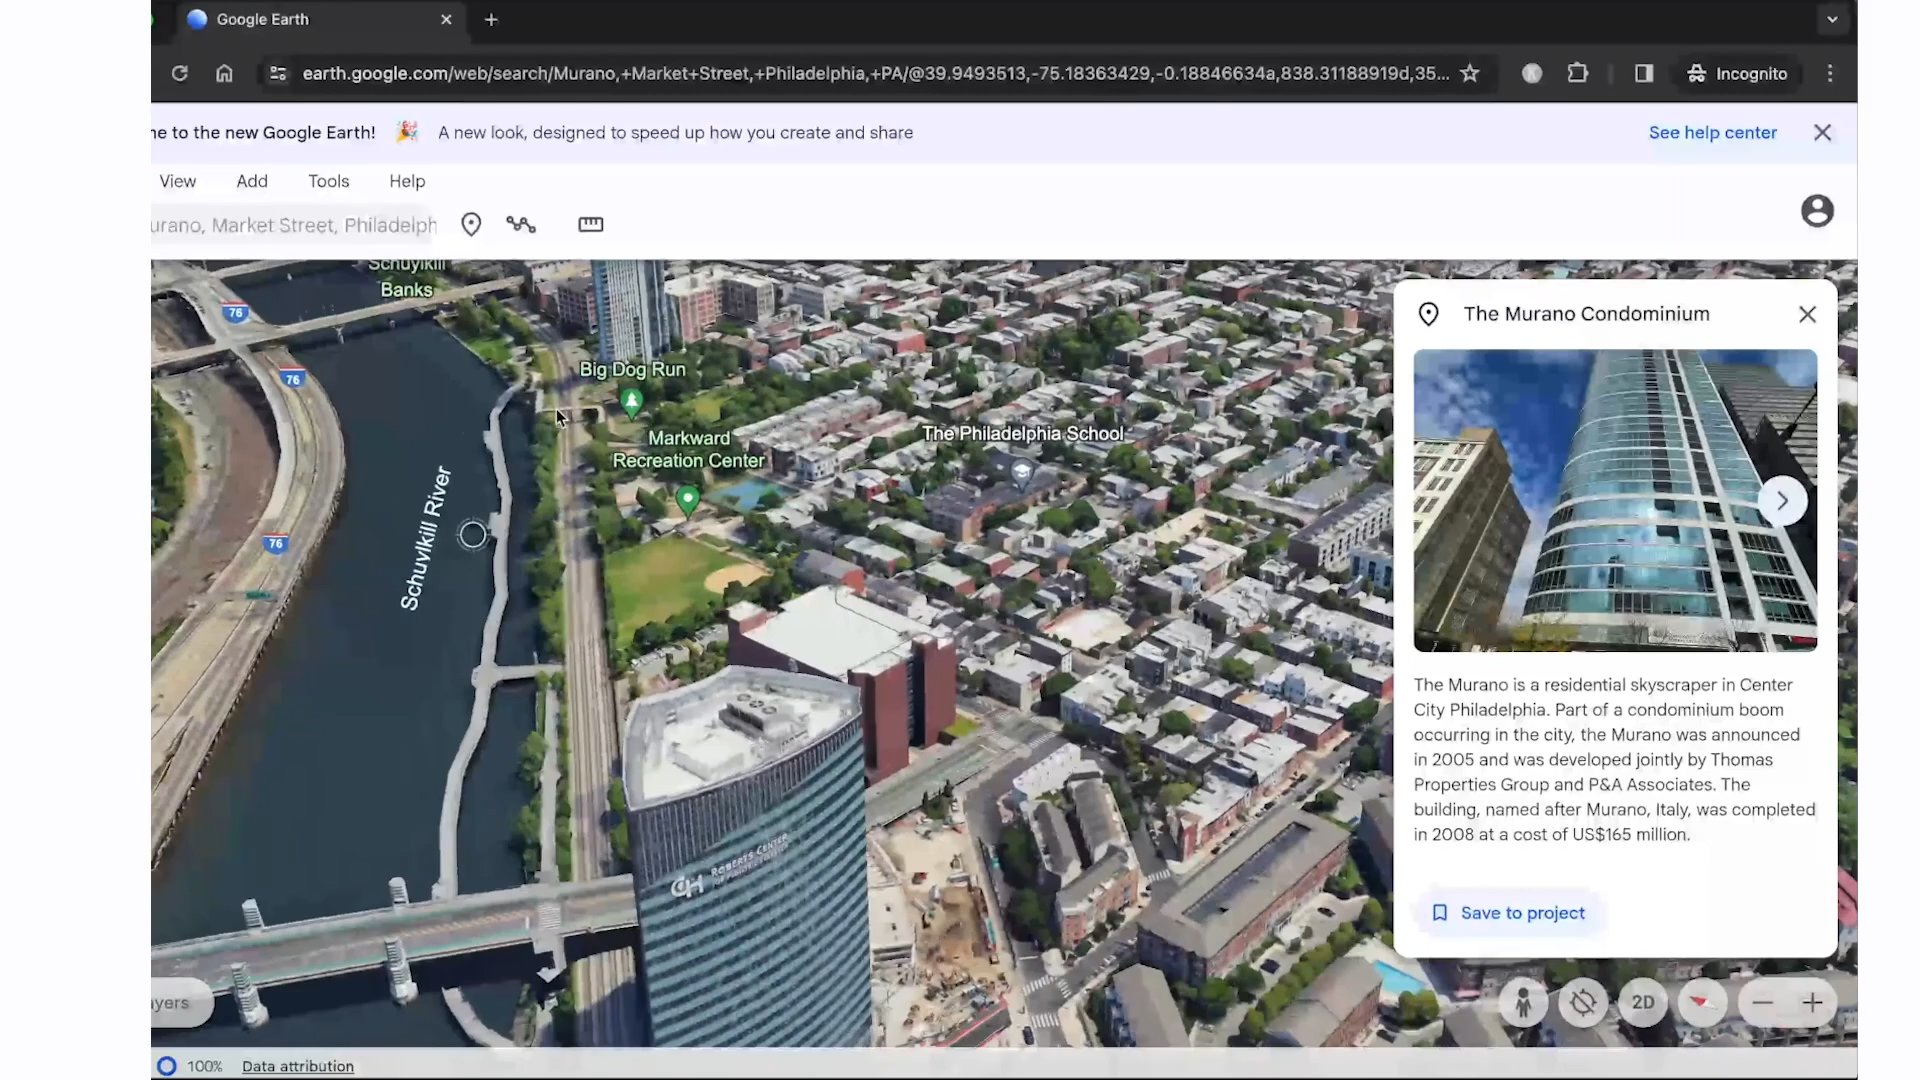 Google Earth
earth.google.com/web/search/Murano,+Market+Street,+Philadelphia,+PA/@39.9493513,-75.18363429,-0.18846634a,838.31188919d,35...
Incognito
ne to the new Google Earth! A new look, designed to speed up how you create and share
See help center
View Add Tools Help
urano, Market Street, Philadelph
Schuylkill
Banks
76
76
76
Big Dog Run
Markward
Recreation Center
The Philadelphia School
Schuylkill River
ROBERTS CENTER
The Murano Condominium
The Murano is a residential skyscraper in Center
City Philadelphia. Part of a condominium boom
occurring in the city, the Murano was announced
in 2005 and was developed jointly by Thomas
Properties Group and P&A Associates. The
building, named after Murano, Italy, was completed
in 2008 at a cost of US$165 million.
Save to project
ayers
2D
100% Data attribution